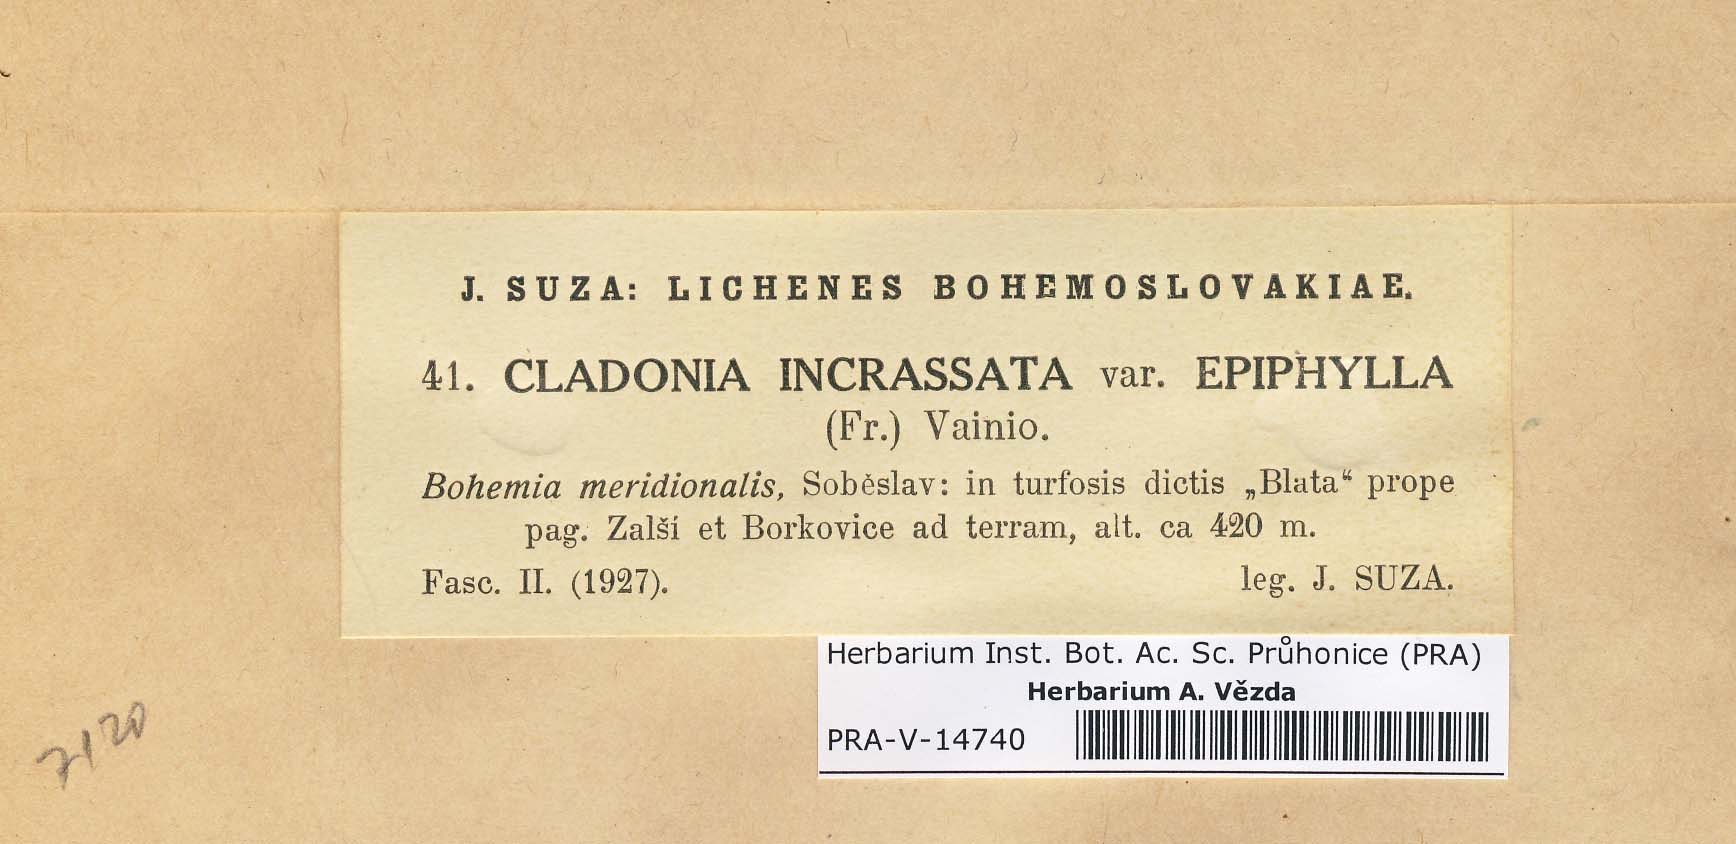 J. SUZA: LICHENES BOHEMOSLOVAKIAE.
41. CLADONIA INCRASSATA var. EPIPHYLLA
(Fr.) Vainio.
Bohemia meridionalis, Soběslav: in turfosis dictis „Blata“ prope
pag. Zalší et Borkovice ad terram, alt. ca 420 m.
Fasc. II. (1927). leg. J. SUZA.
Herbarium Inst. Bot. Ac. Sc. Průhonice (PRA)
Herbarium A. Vězda
PRA-V-14740
7120